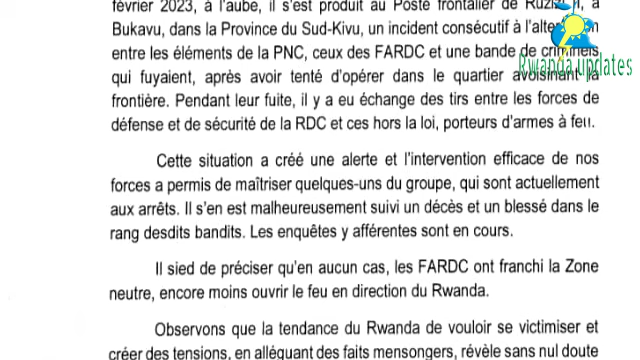 février 2023, à l'aube, il s'est produit au Poste frontalier de
Bukavu, dans la Province du Sud-Kivu, un incident consécutif à
entre les éléments de la PNC, ceux des FARDC et une bande de criminels
Rwanda updates
qui fuyaient, après avoir tenté d'opérer dans le quartier avoisinant la
frontière. Pendant leur fuite, il y a eu échange des tirs entre les forces de
défense et de sécurité de la RDC et ces hors la loi, porteurs d'armes à feu.
Cette situation a créé une alerte et l'intervention efficace de nos
forces a permis de maîtriser quelques-uns du groupe, qui sont actuellement
aux arrêts. Il s'en est malheureusement suivi un décès et un blessé dans le
rang desdits bandits. Les enquêtes y afférentes sont en cours.
Il sied de préciser qu'en aucun cas, les FARDC ont franchi la Zone
neutre, encore moins ouvrir le feu en direction du Rwanda.
Observons que la tendance du Rwanda de vouloir se victimiser et
créer des tensions, en alléguant des faits mensongers, révèle sans nul doute